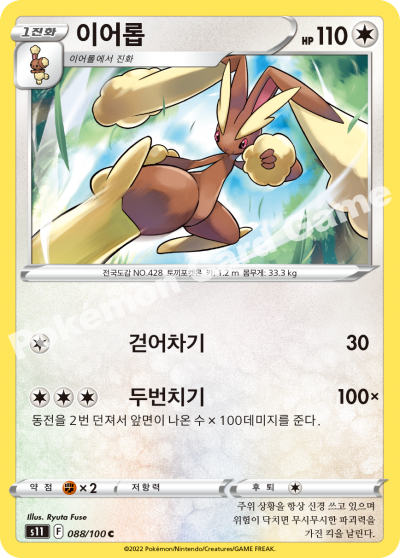 1진화
이어롭
HP 110
이어롤에서 진화
전국도감 NO.428 토끼포켓몬 키: 1.2 m 몸무게: 33.3 kg
Pokémon Card Game
걷어차기 30
두번치기 100×
동전을 2번 던져서 앞면이 나온 수 × 100데미지를 준다.
약점 ×2 저항력 후퇴
Illus. Ryuta Fuse
s11 F 088/100 C
주위 상황을 항상 신경 쓰고 있으며
위험이 닥치면 무시무시한 파괴력을
가진 킥을 날린다.
©2022 Pokémon/Nintendo/Creatures/GAME FREAK.